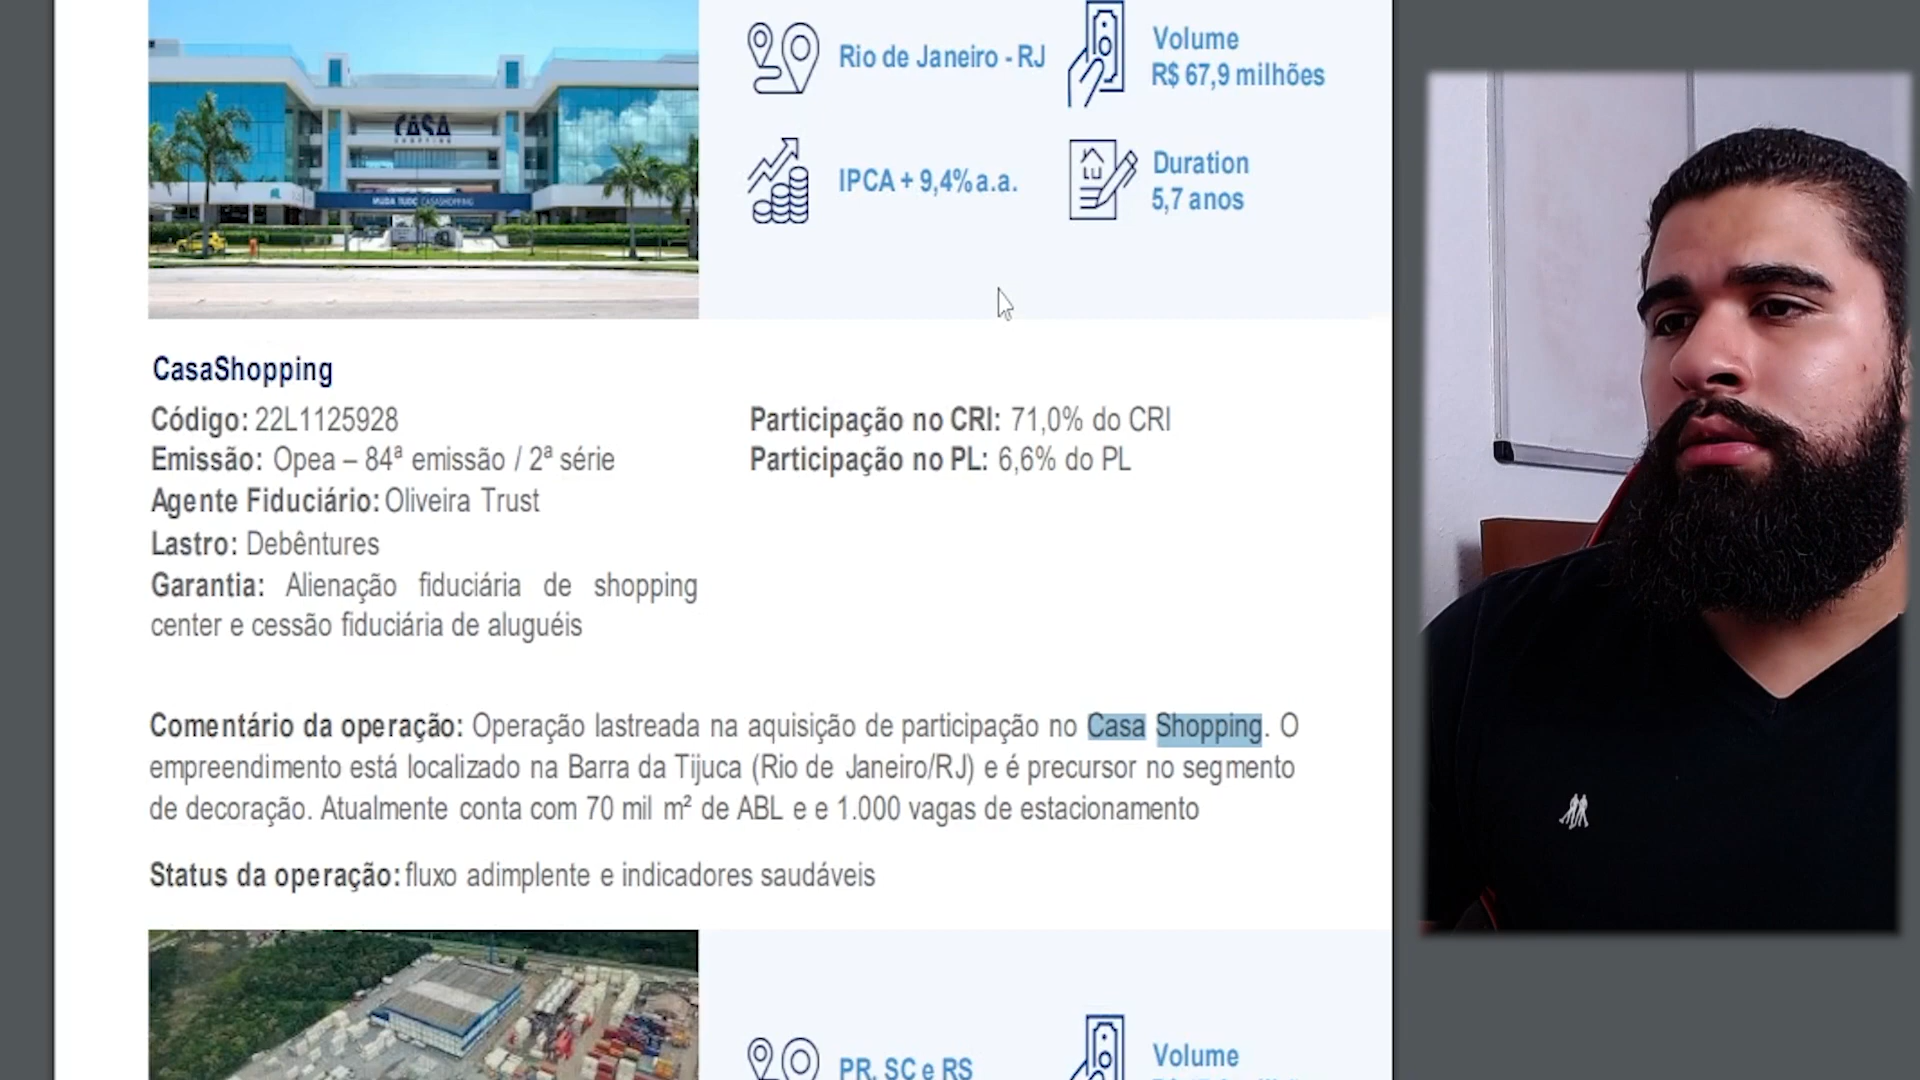 CASA
SHOPPING
MUDA TUDO CASASHOPPING
Rio de Janeiro - RJ
Volume
R$ 67,9 milhões
IPCA + 9,4% a.a.
Duration
5,7 anos
CasaShopping
Código: 22L1125928
Emissão: Opea – 84ª emissão / 2ª série
Agente Fiduciário: Oliveira Trust
Lastro: Debêntures
Garantia: Alienação fiduciária de shopping
center e cessão fiduciária de aluguéis
Participação no CRI: 71,0% do CRI
Participação no PL: 6,6% do PL
Comentário da operação: Operação lastreada na aquisição de participação no Casa Shopping. O
empreendimento está localizado na Barra da Tijuca (Rio de Janeiro/RJ) e é precursor no segmento
de decoração. Atualmente conta com 70 mil m² de ABL e e 1.000 vagas de estacionamento
Status da operação: fluxo adimplente e indicadores saudáveis
PR, SC e RS
Volume